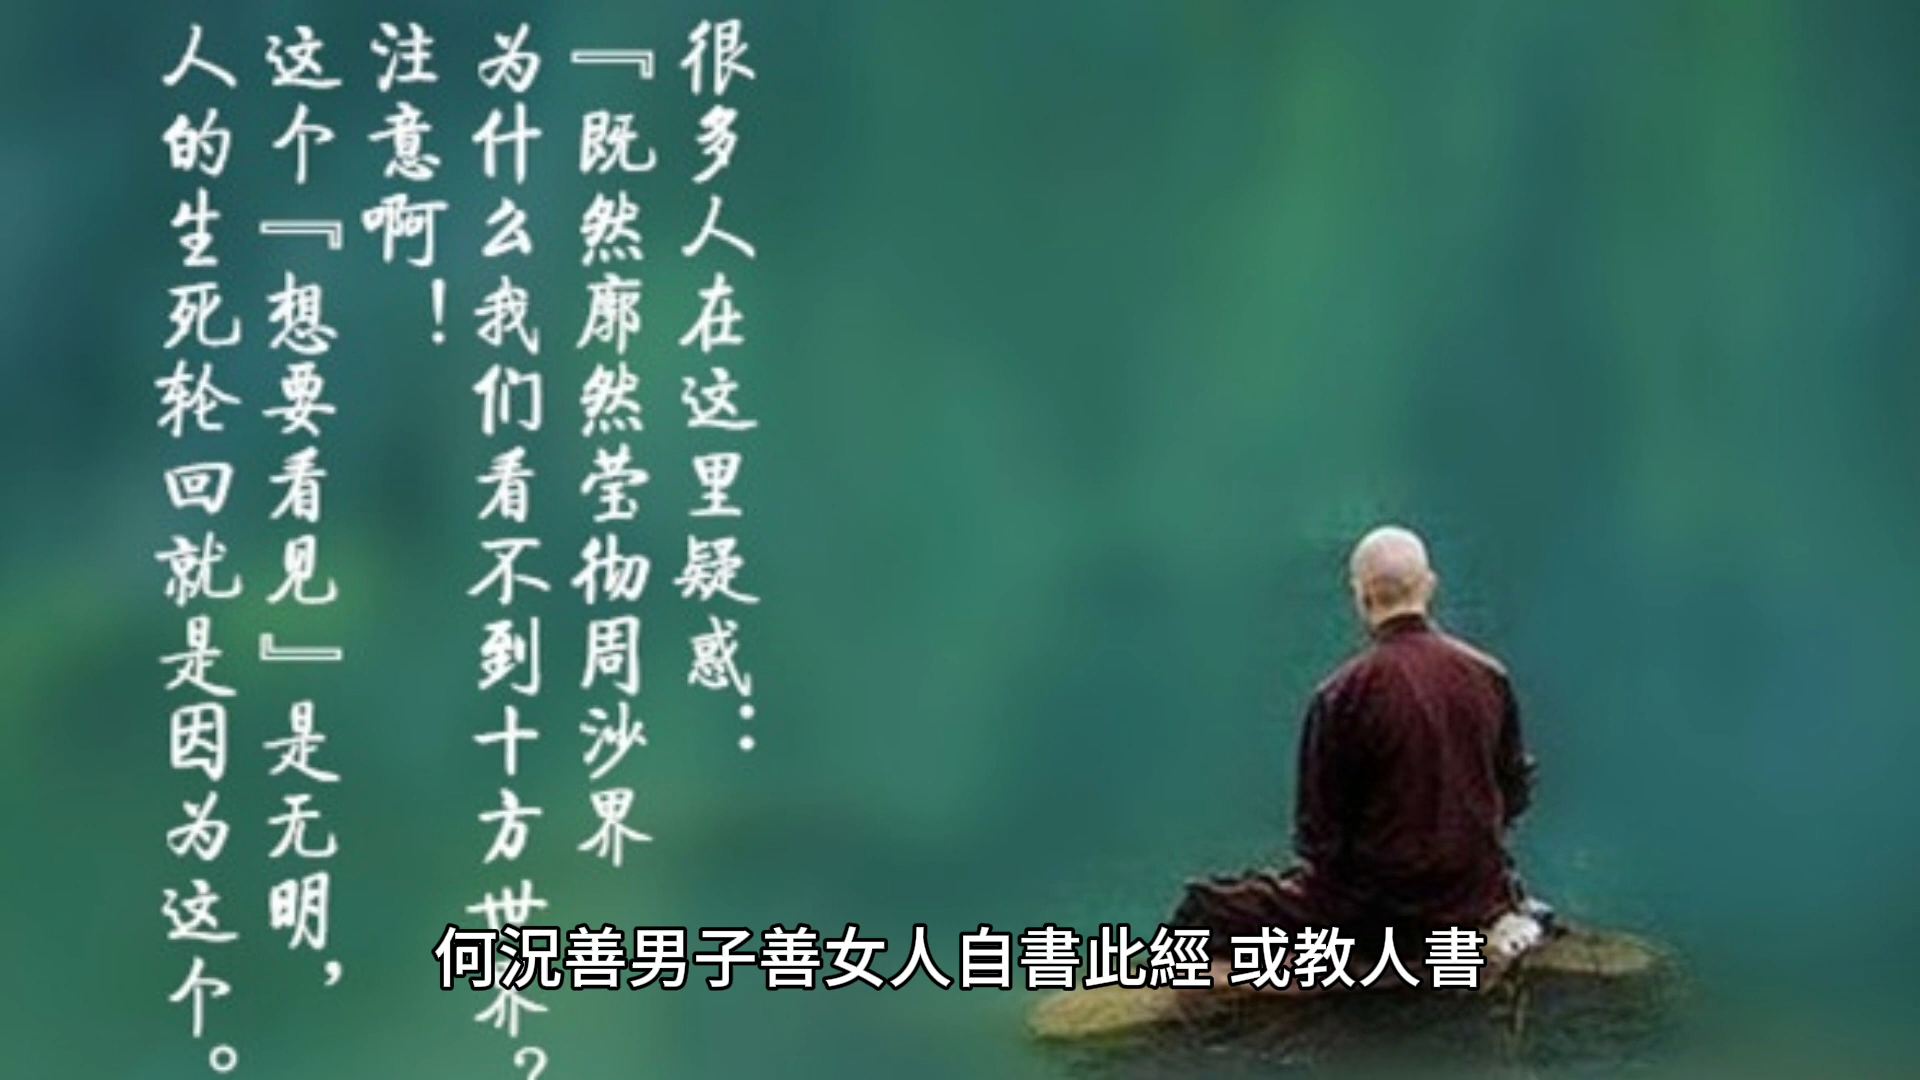 很多人在这里疑惑：
『既然廓然莹彻周沙界
为什么我们看不到十方世界？
注意啊！
这个『想要看见』是无明，
人的生死轮回就是因为这个。
何況善男子善女人自書此經 或教人書